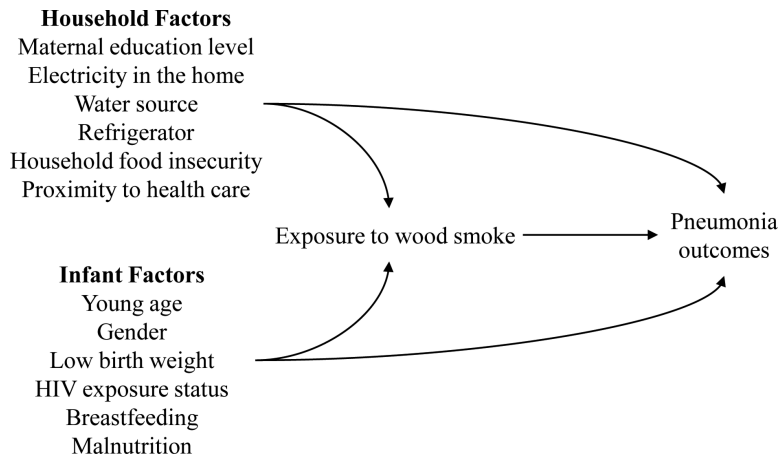 Household Factors
Maternal education level
Electricity in the home
Water source
Refrigerator
Household food insecurity
Proximity to health care
Exposure to wood smoke
Pneumonia
outcomes
Infant Factors
Young age
Gender
Low birth weight
HIV exposure status
Breastfeeding
Malnutrition